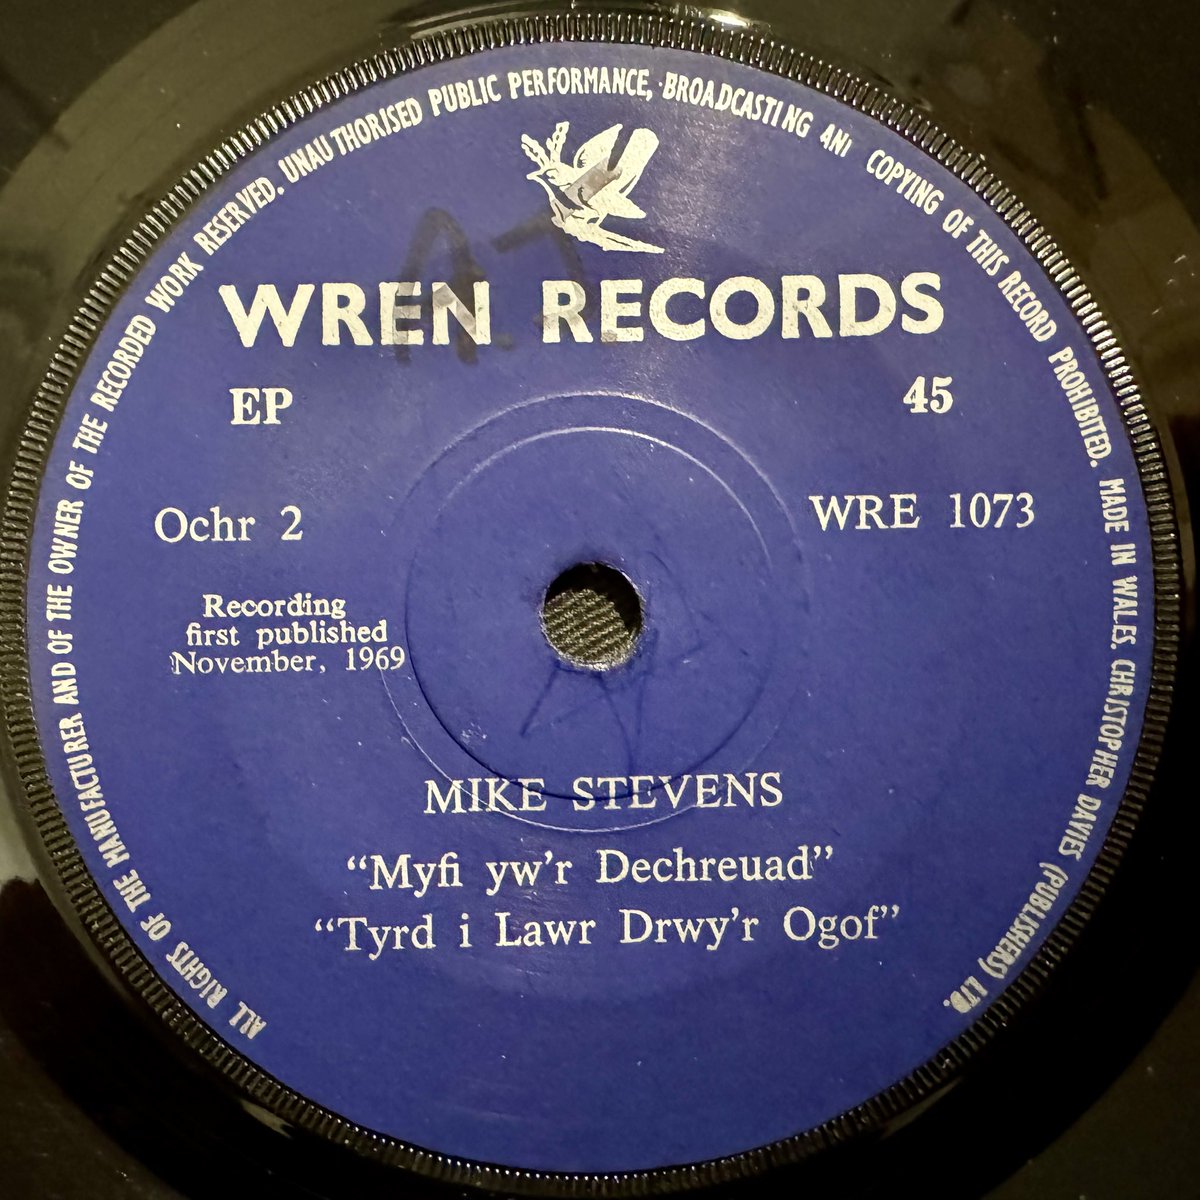 ALL RIGHTS OF THE MANUFACTURER AND OF THE OWNER OF THE RECORDED WORK RESERVED. UNAUTHORISED PUBLIC PERFORMANCE, BROADCASTING AN COPYING OF THIS RECORD PROHIBITED. MADE IN WALES. CHRISTOPHER DAVIES (PUBLISHERS) LTD.
WREN RECORDS
EP
45
Ochr 2
WRE 1073
Recording
first published
November, 1969
MIKE STEVENS
“Myfi yw’r Dechreuad”
“Tyrd i Lawr Drwy’r Ogof”